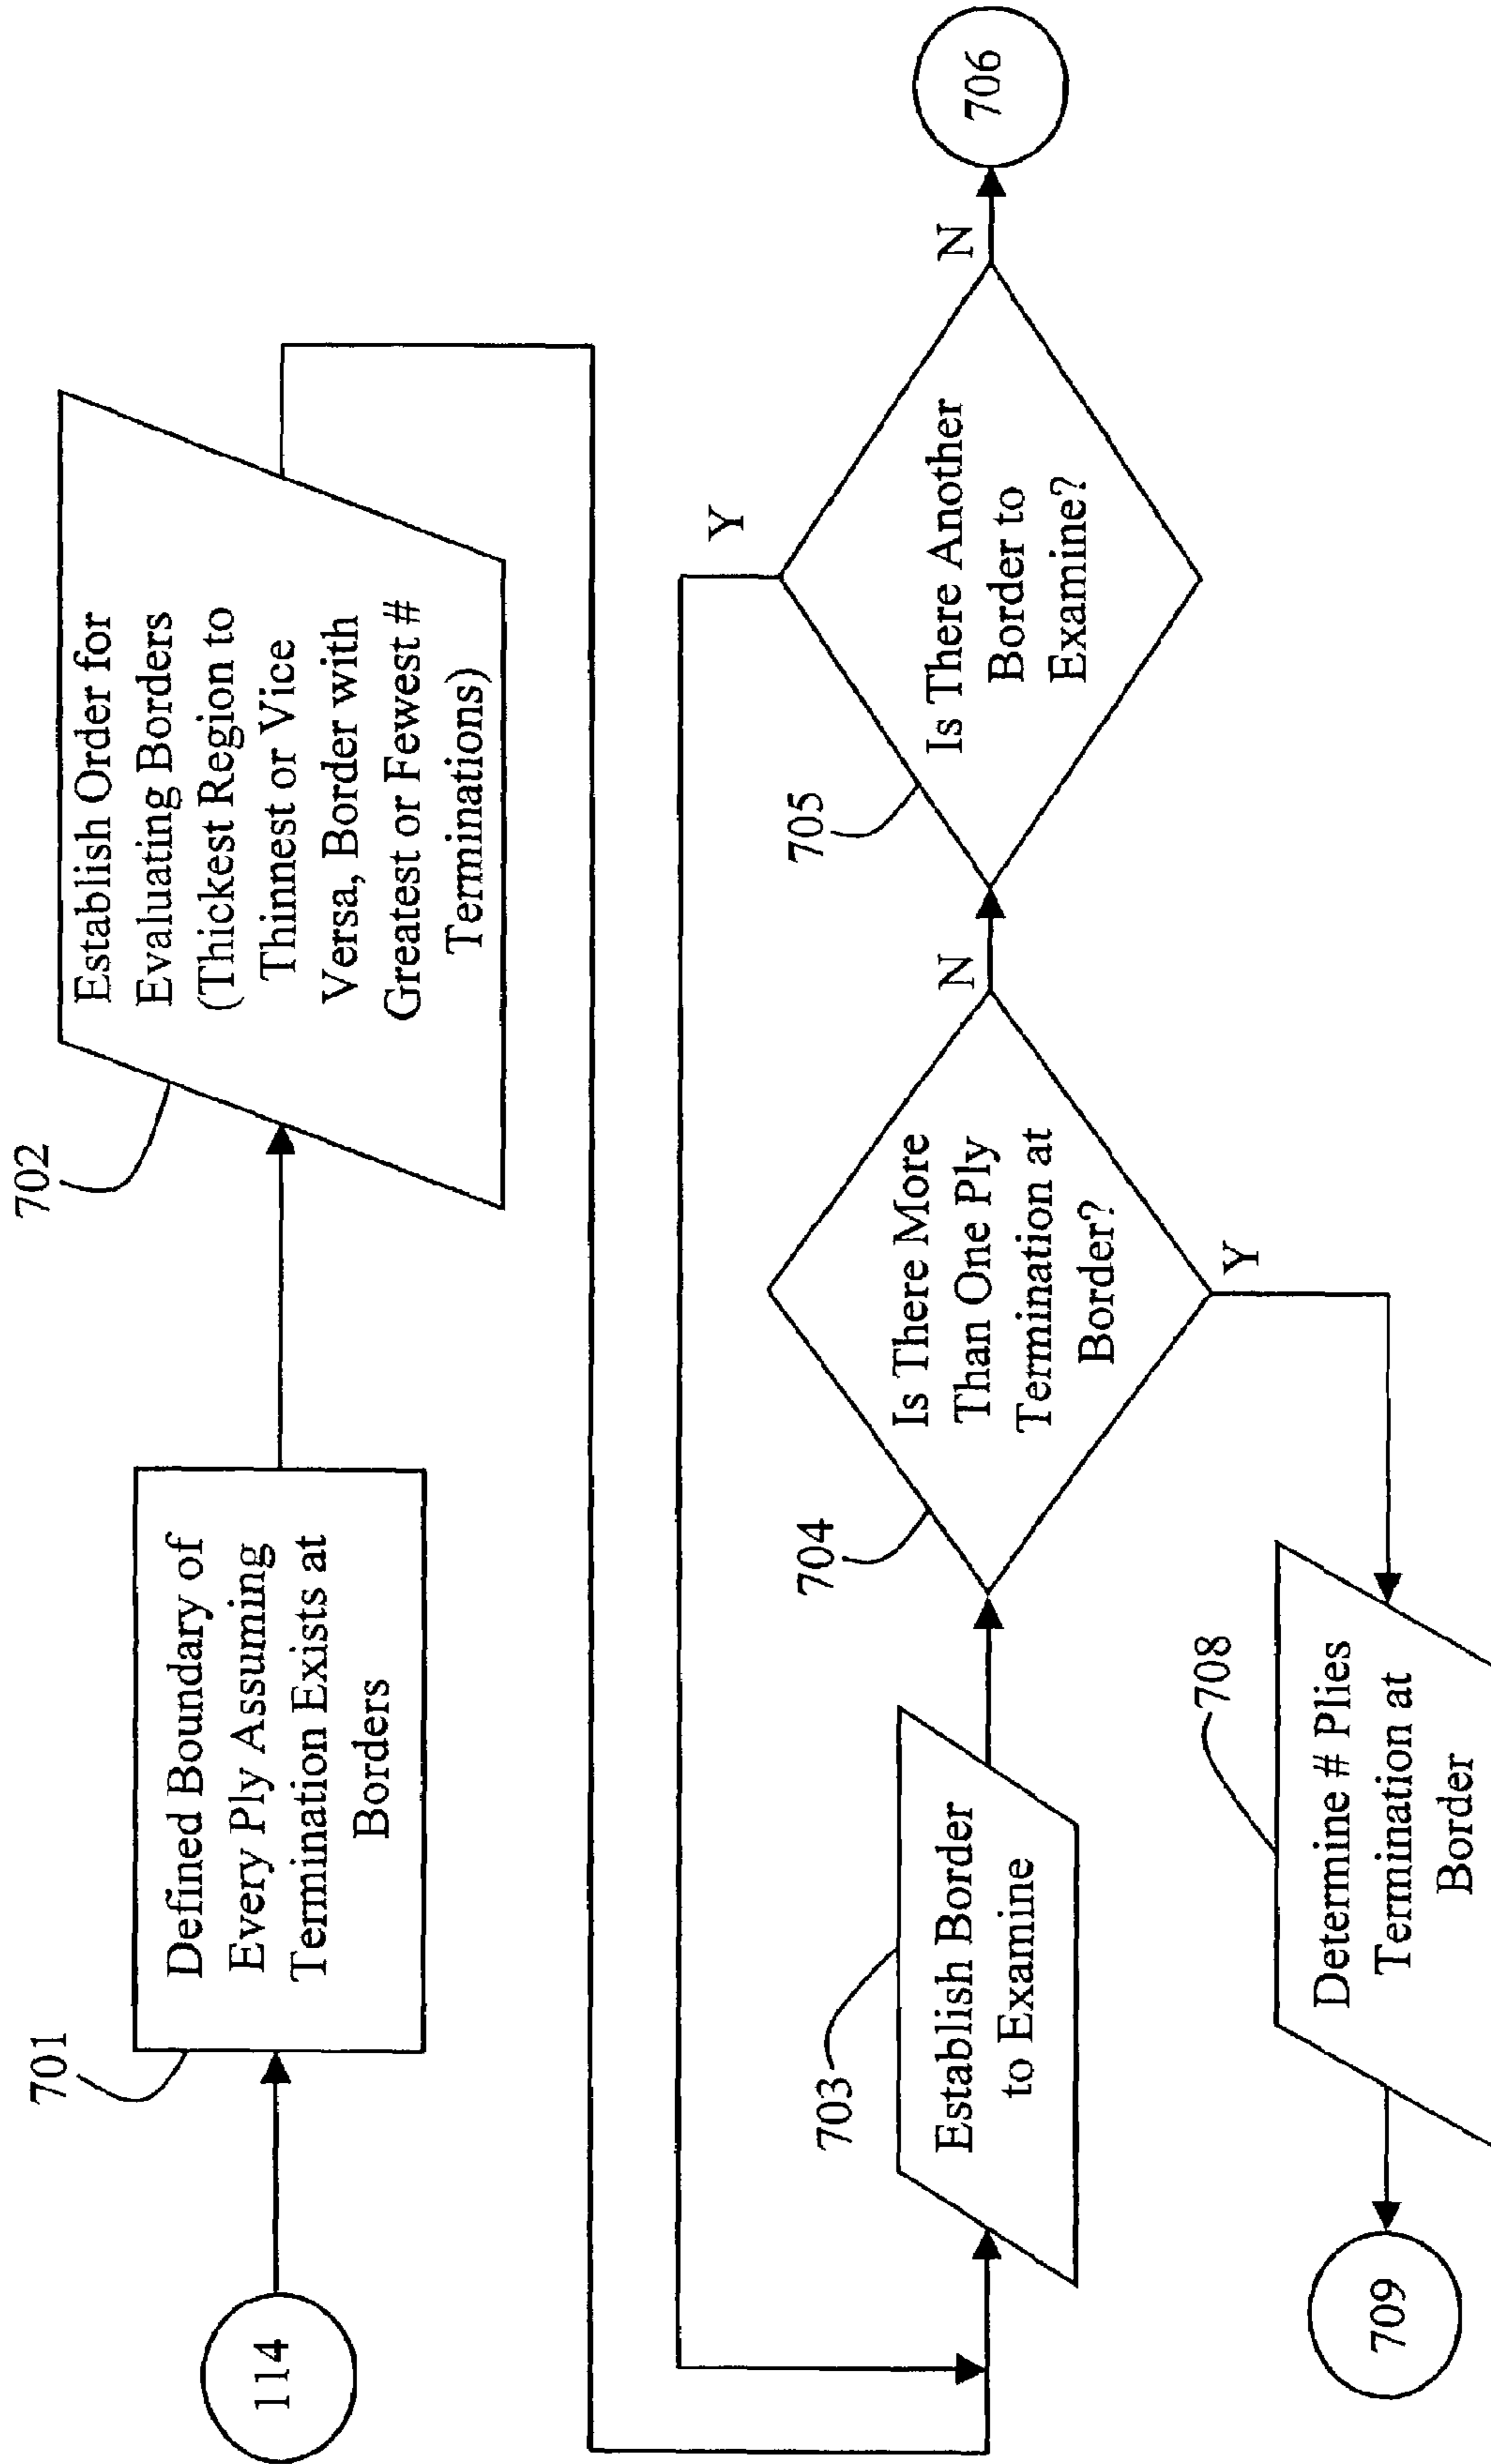 114
701
Defined Boundary of
Every Ply Assuming
Termination Exists at
Borders
702
Establish Order for
Evaluating Borders
(Thickest Region to
Thinnest or Vice
Versa, Border with
Greatest or Fewest #
Terminations)
703
Establish Border
to Examine
704
Is There More
Than One Ply
Termination at
Border?
N
Y
705
Is There Another
Border to
Examine?
Y
N
706
708
Determine # Plies
Termination at
Border
709